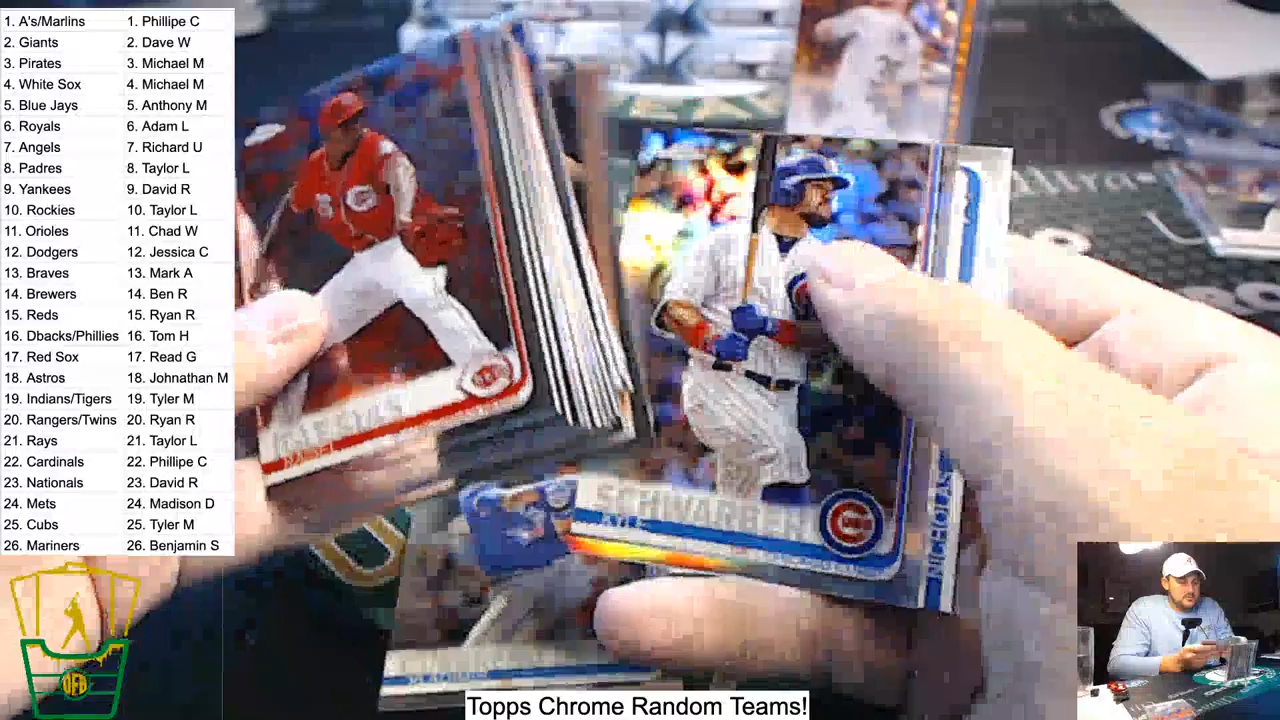 1. A's/Marlins 1. Phillipe C
2. Giants 2. Dave W
3. Pirates 3. Michael M
4. White Sox 4. Michael M
5. Blue Jays 5. Anthony M
6. Royals 6. Adam L
7. Angels 7. Richard U
8. Padres 8. Taylor L
9. Yankees 9. David R
10. Rockies 10. Taylor L
11. Orioles 11. Chad W
12. Dodgers 12. Jessica C
13. Braves 13. Mark A
14. Brewers 14. Ben R
15. Reds 15. Ryan R
16. Dbacks/Phillies 16. Tom H
17. Red Sox 17. Read G
18. Astros 18. Johnathan M
19. Indians/Tigers 19. Tyler M
20. Rangers/Twins 20. Ryan R
21. Rays 21. Taylor L
22. Cardinals 22. Phillipe C
23. Nationals 23. David R
24. Mets 24. Madison D
25. Cubs 25. Tyler M
26. Mariners 26. Benjamin S
SCHWARBER
KYLE
NICHOLAS
DFB
Topps Chrome Random Teams!